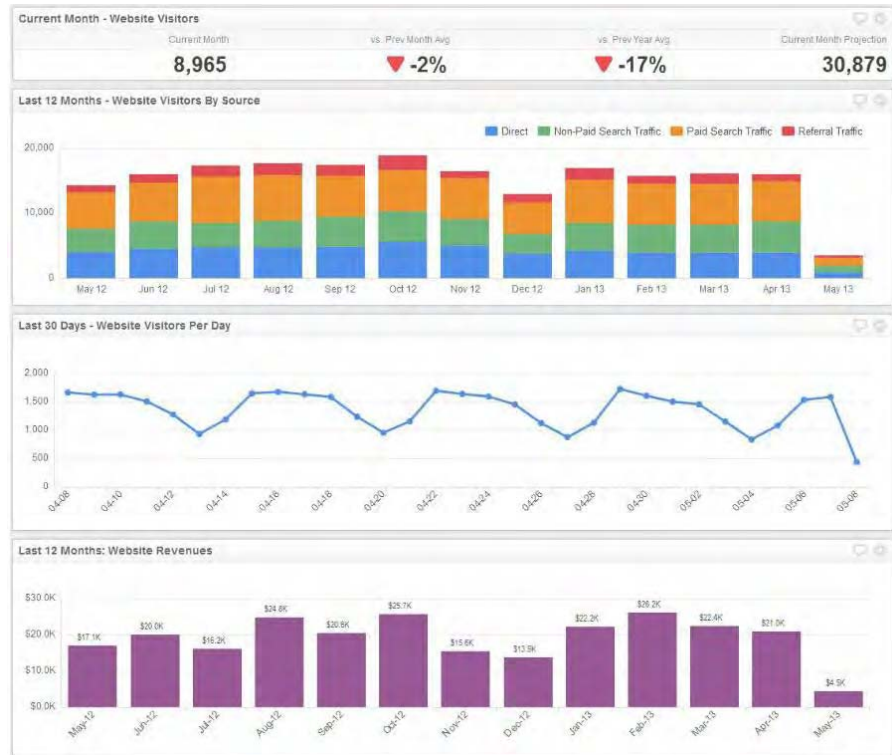 Current Month - Website Visitors
Current Month vs. Prev Month Avg vs. Prev Year Avg Current Month Projection
8,965 -2% -17% 30,879
Last 12 Months - Website Visitors By Source
Direct Non-Paid Search Traffic Paid Search Traffic Referral Traffic
20,000
10,000
0
May 12 Jun 12 Jul 12 Aug 12 Sep 12 Oct 12 Nov 12 Dec 12 Jan 13 Feb 13 Mar 13 Apr 13 May 13
Last 30 Days - Website Visitors Per Day
2,000
1,500
1,000
500
0
04-08 04-10 04-12 04-14 04-16 04-18 04-20 04-22 04-24 04-26 04-28 04-30 05-02 05-04 05-06 05-08
Last 12 Months: Website Revenues
$30.0K
$20.0K
$10.0K
$0.0K
$17.1K $20.0K $16.2K $24.8K $20.6K $25.7K $15.6K $13.9K $22.2K $26.2K $22.4K $21.0K
May-12 Jun-12 Jul-12 Aug-12 Sep-12 Oct-12 Nov-12 Dec-12 Jan-13 Feb-13 Mar-13 Apr-13 May-13